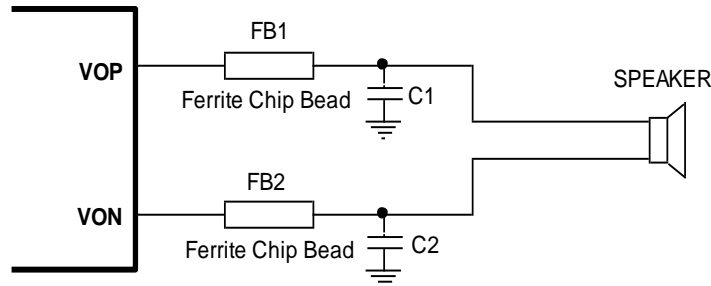 FB1
VOP
SPEAKER
Ferrite Chip Bead
C1
FB2
VON
Ferrite Chip Bead
C2